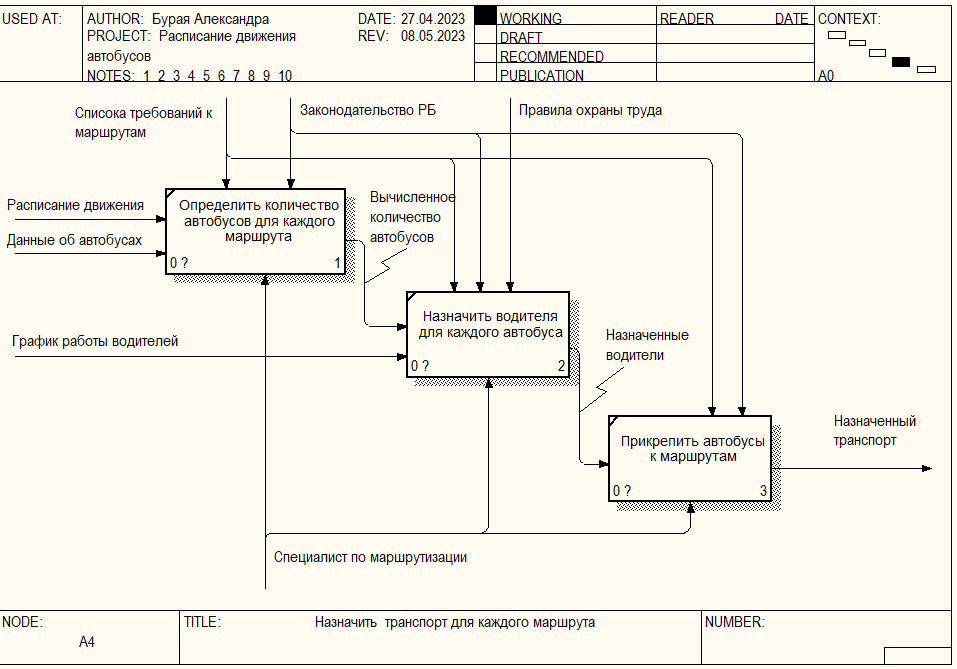 USED AT:
AUTHOR: Бурая Александра
DATE: 27.04.2023
PROJECT: Расписание движения
автобусов
REV: 08.05.2023
NOTES: 1 2 3 4 5 6 7 8 9 10
WORKING
DRAFT
RECOMMENDED
PUBLICATION
READER
DATE
CONTEXT:
A0
Списока требований к
маршрутам
Законодательство РБ
Правила охраны труда
Расписание движения
Данные об автобусах
Определить количество
автобусов для каждого
маршрута
0 ?
1
Вычисленное
количество
автобусов
График работы водителей
Назначить водителя
для каждого автобуса
0 ?
2
Назначенные
водители
Прикрепить автобусы
к маршрутам
0 ?
3
Назначенный
транспорт
Специалист по маршрутизации
NODE:
A4
TITLE:
Назначить транспорт для каждого маршрута
NUMBER: